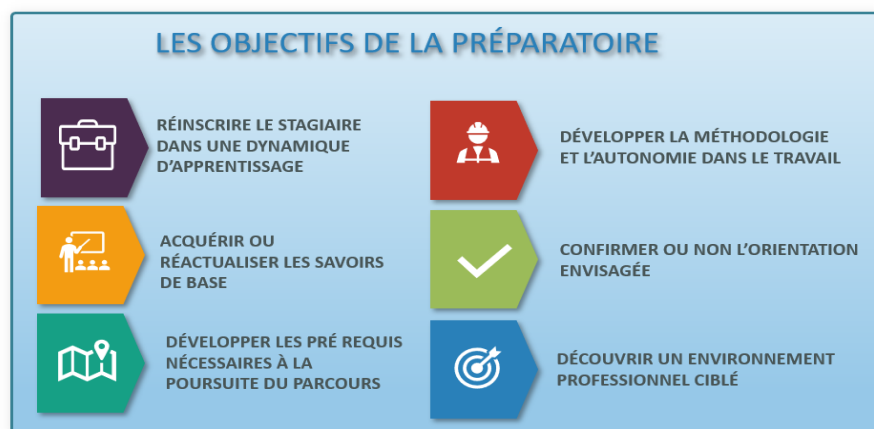 LES OBJECTIFS DE LA PRÉPARATOIRE
RÉINSCRIRE LE STAGIAIRE
DANS UNE DYNAMIQUE
D’APPRENTISSAGE
ACQUÉRIR OU
RÉACTUALISER LES SAVOIRS
DE BASE
DÉVELOPPER LES PRÉ REQUIS
NÉCESSAIRES À LA
POURSUITE DU PARCOURS
DÉVELOPPER LA MÉTHODOLOGIE
ET L’AUTONOMIE DANS LE TRAVAIL
CONFIRMER OU NON L’ORIENTATION
ENVISAGÉE
DÉCOUVRIR UN ENVIRONNEMENT
PROFESSIONNEL CIBLÉ